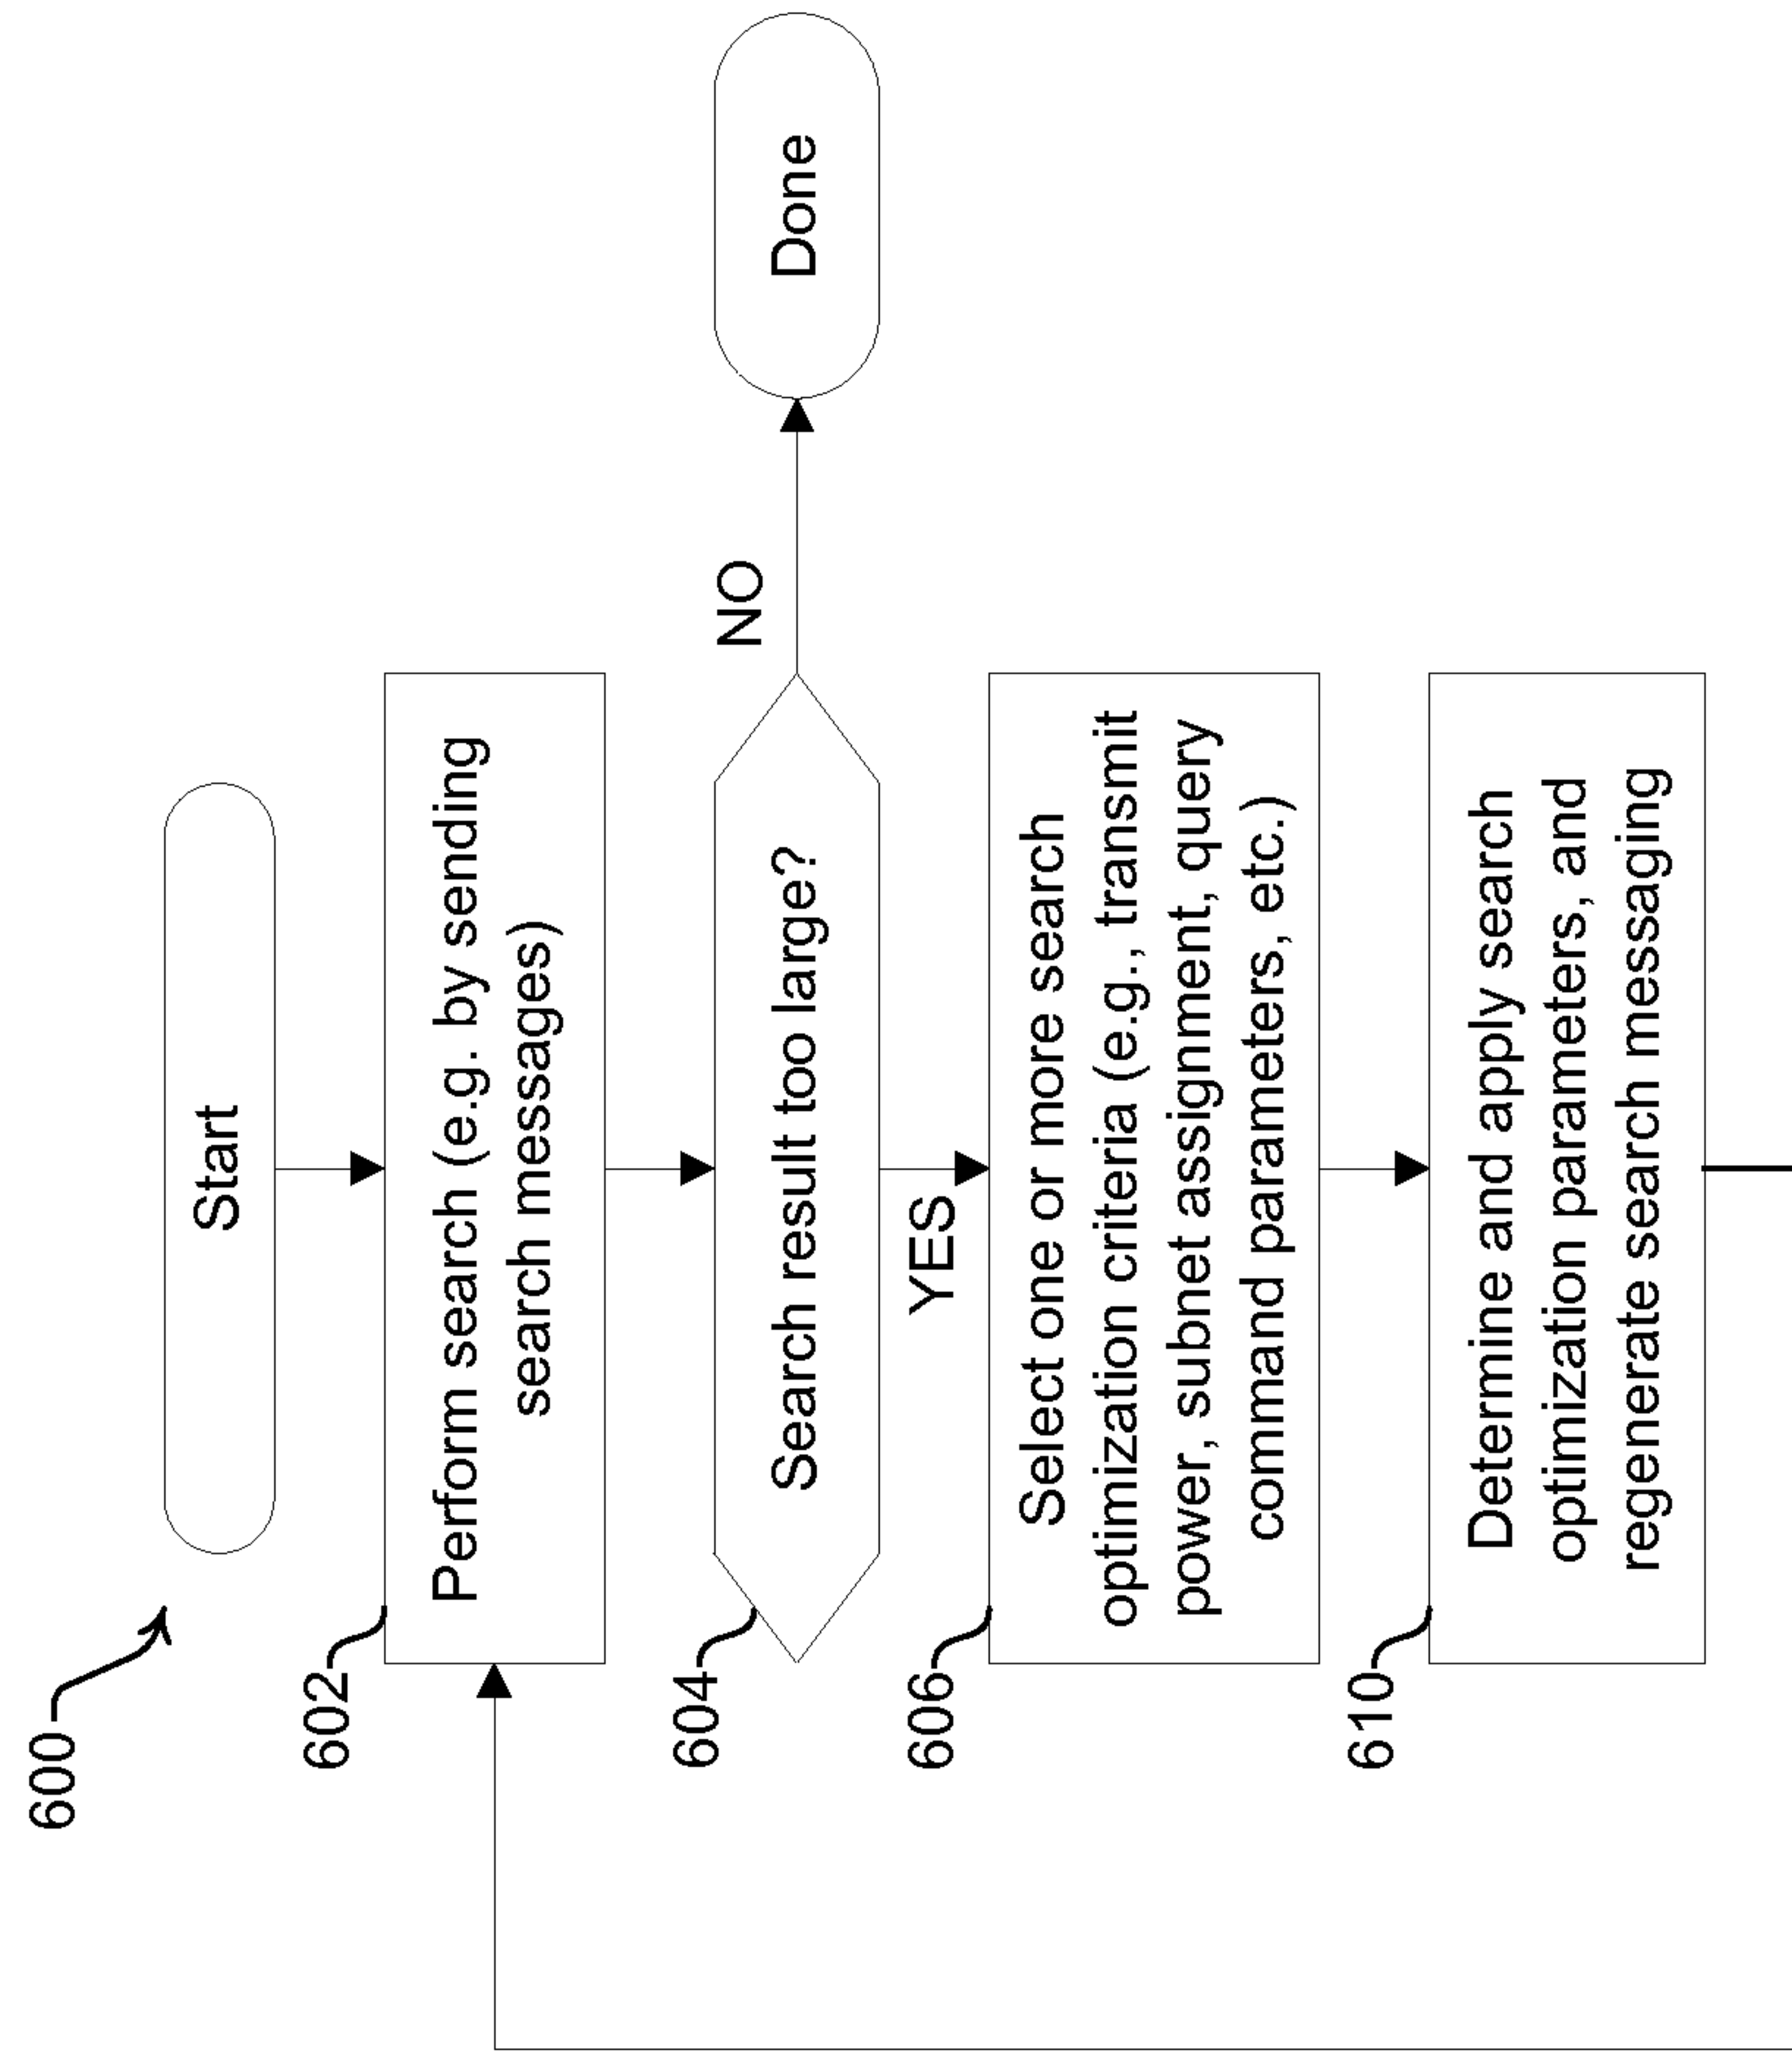 600
Start
602
Perform search (e.g. by sending
search messages)
604
Search result too large?
NO
Done
YES
606
Select one or more search
optimization criteria (e.g., transmit
power, subnet assignment, query
command parameters, etc.)
610
Determine and apply search
optimization parameters, and
regenerate search messaging